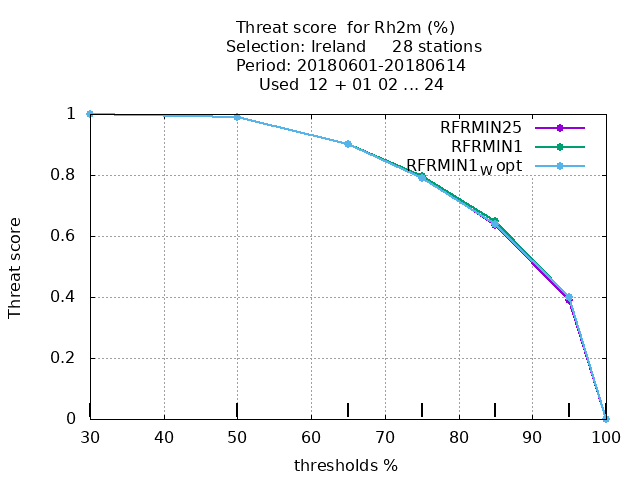 Threat score  for Rh2m (%)
Selection: Ireland     28 stations
Period: 20180601-20180614
Used  12 + 01 02 ... 24
RFRMIN25
RFRMIN1
RFRMIN1W opt
Threat score
1
0.8
0.6
0.4
0.2
0
30 40 50 60 70 80 90 100
thresholds %